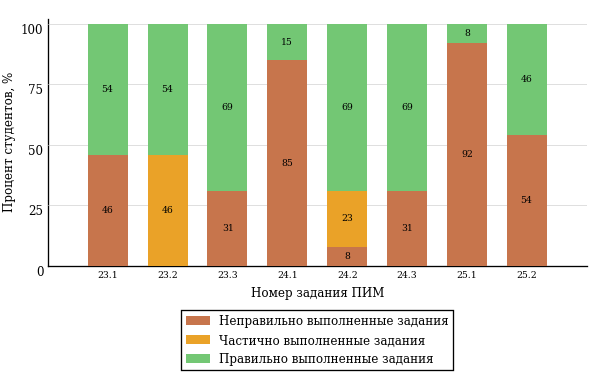 Процент студентов, %
100
75
50
25
0
54 54 69 15 69 69 8 46
46 46 31 85 23 31 92 54
8
23.1 23.2 23.3 24.1 24.2 24.3 25.1 25.2
Номер задания ПИМ
Неправильно выполненные задания
Частично выполненные задания
Правильно выполненные задания